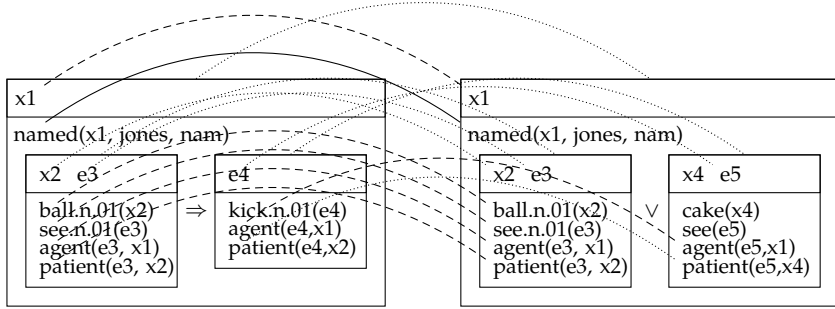 x1
named(x1, jones, nam)
x2 e3
ball.n.01(x2)
see.n.01(e3)
agent(e3, x1)
patient(e3, x2)
⇒
e4
kick.n.01(e4)
agent(e4,x1)
patient(e4,x2)
x1
named(x1, jones, nam)
x2 e3
ball.n.01(x2)
see.n.01(e3)
agent(e3, x1)
patient(e3, x2)
∨
x4 e5
cake(x4)
see(e5)
agent(e5,x1)
patient(e5,x4)